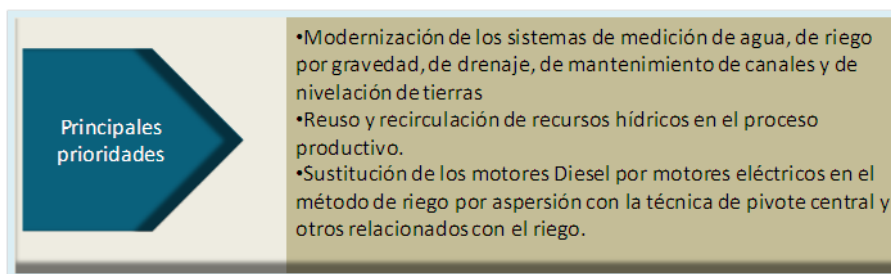 Principales
prioridades
•Modernización de los sistemas de medición de agua, de riego
por gravedad, de drenaje, de mantenimiento de canales y de
nivelación de tierras
•Reuso y recirculación de recursos hídricos en el proceso
productivo.
•Sustitución de los motores Diesel por motores eléctricos en el
método de riego por aspersión con la técnica de pivote central y
otros relacionados con el riego.